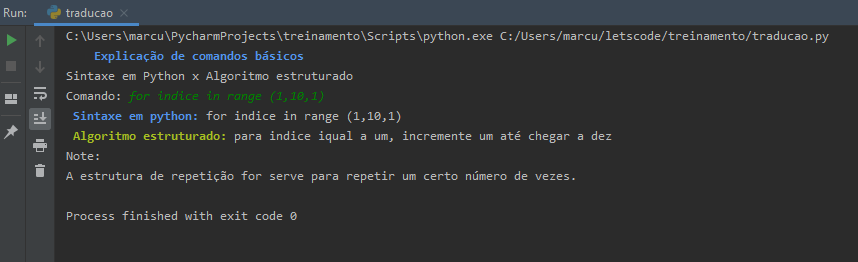 Run: traducao ×
C:\Users\marcu\PycharmProjects\treinamento\Scripts\python.exe C:/Users/marcu/letscode/treinamento/traducao.py
Explicação de comandos básicos
Sintaxe em Python x Algoritmo estruturado
Comando: for indice in range (1,10,1)
Sintaxe em python: for indice in range (1,10,1)
Algoritmo estruturado: para indice iqual a um, incremente um até chegar a dez
Note:
A estrutura de repetição for serve para repetir um certo número de vezes.
Process finished with exit code 0